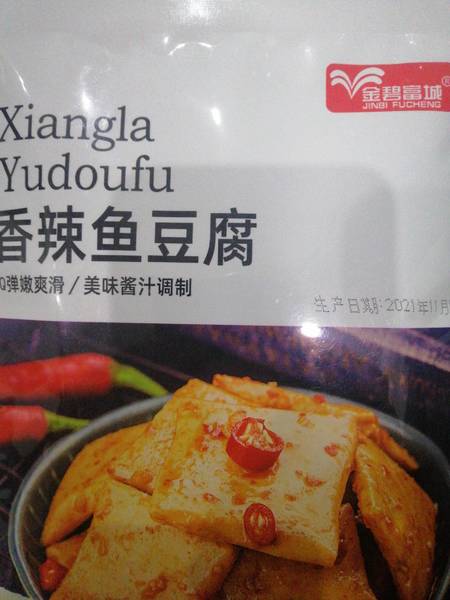 金碧富城
JINBI FUCHENG
Xiangla
Yudoufu
香辣鱼豆腐
Q弹嫩爽滑/美味酱汁调制
生产日期:2021年11月